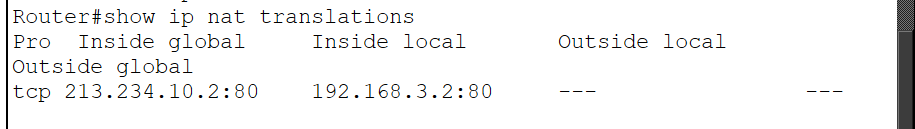 Router#show ip nat translations
Pro  Inside global     Inside local       Outside local
Outside global
tcp 213.234.10.2:80    192.168.3.2:80     ---                ---